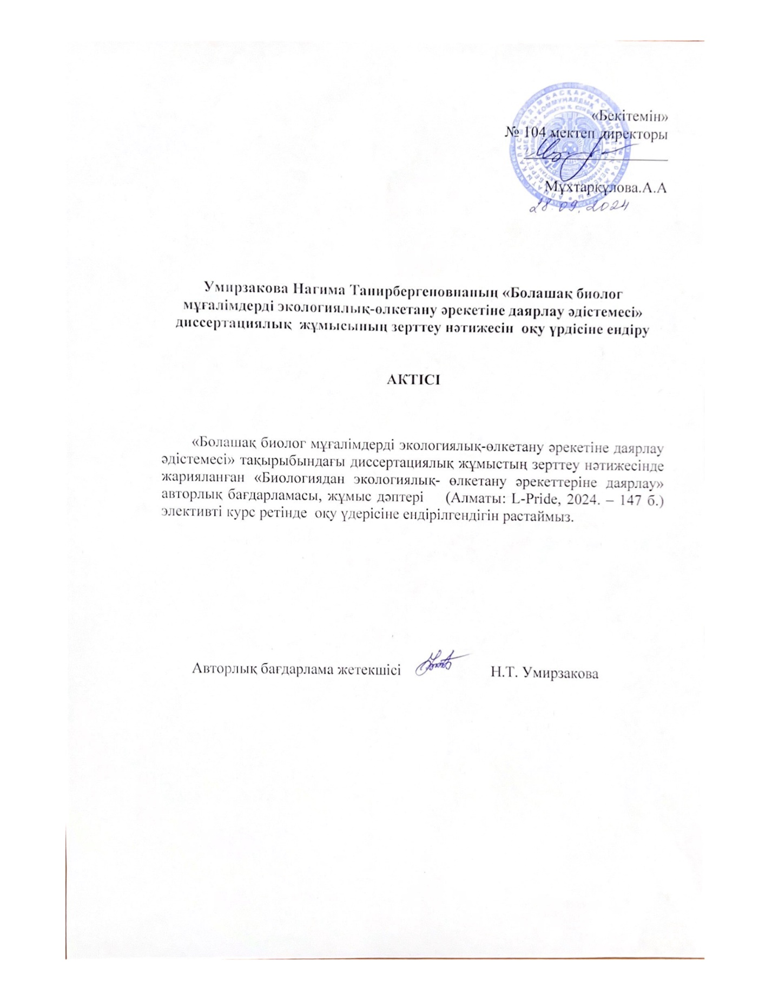 «Бекітемін»
№ 104 мектеп директоры
Мұхтарқұлова.А.А
28.09.2024
Умирзакова Нагима Танирбергеновнаның «Болашақ биолог
мұғалімдерді экологиялық-өлкетану әрекетіне даярлау әдістемесі»
диссертациялық жұмысының зерттеу нәтижесін оқу үрдісіне ендіру
АКТІСІ
«Болашақ биолог мұғалімдерді экологиялық-өлкетану әрекетіне даярлау
әдістемесі» тақырыбындағы диссертациялық жұмыстың зерттеу нәтижесінде
жарияланған «Биологиядан экологиялық- өлкетану әрекеттеріне даярлау»
авторлық бағдарламасы, жұмыс дәптері (Алматы: L-Pride, 2024. – 147 б.)
элективті курс ретінде оқу үдерісіне ендірілгендігін растаймыз.
Авторлық бағдарлама жетекшісі Н.Т. Умирзакова